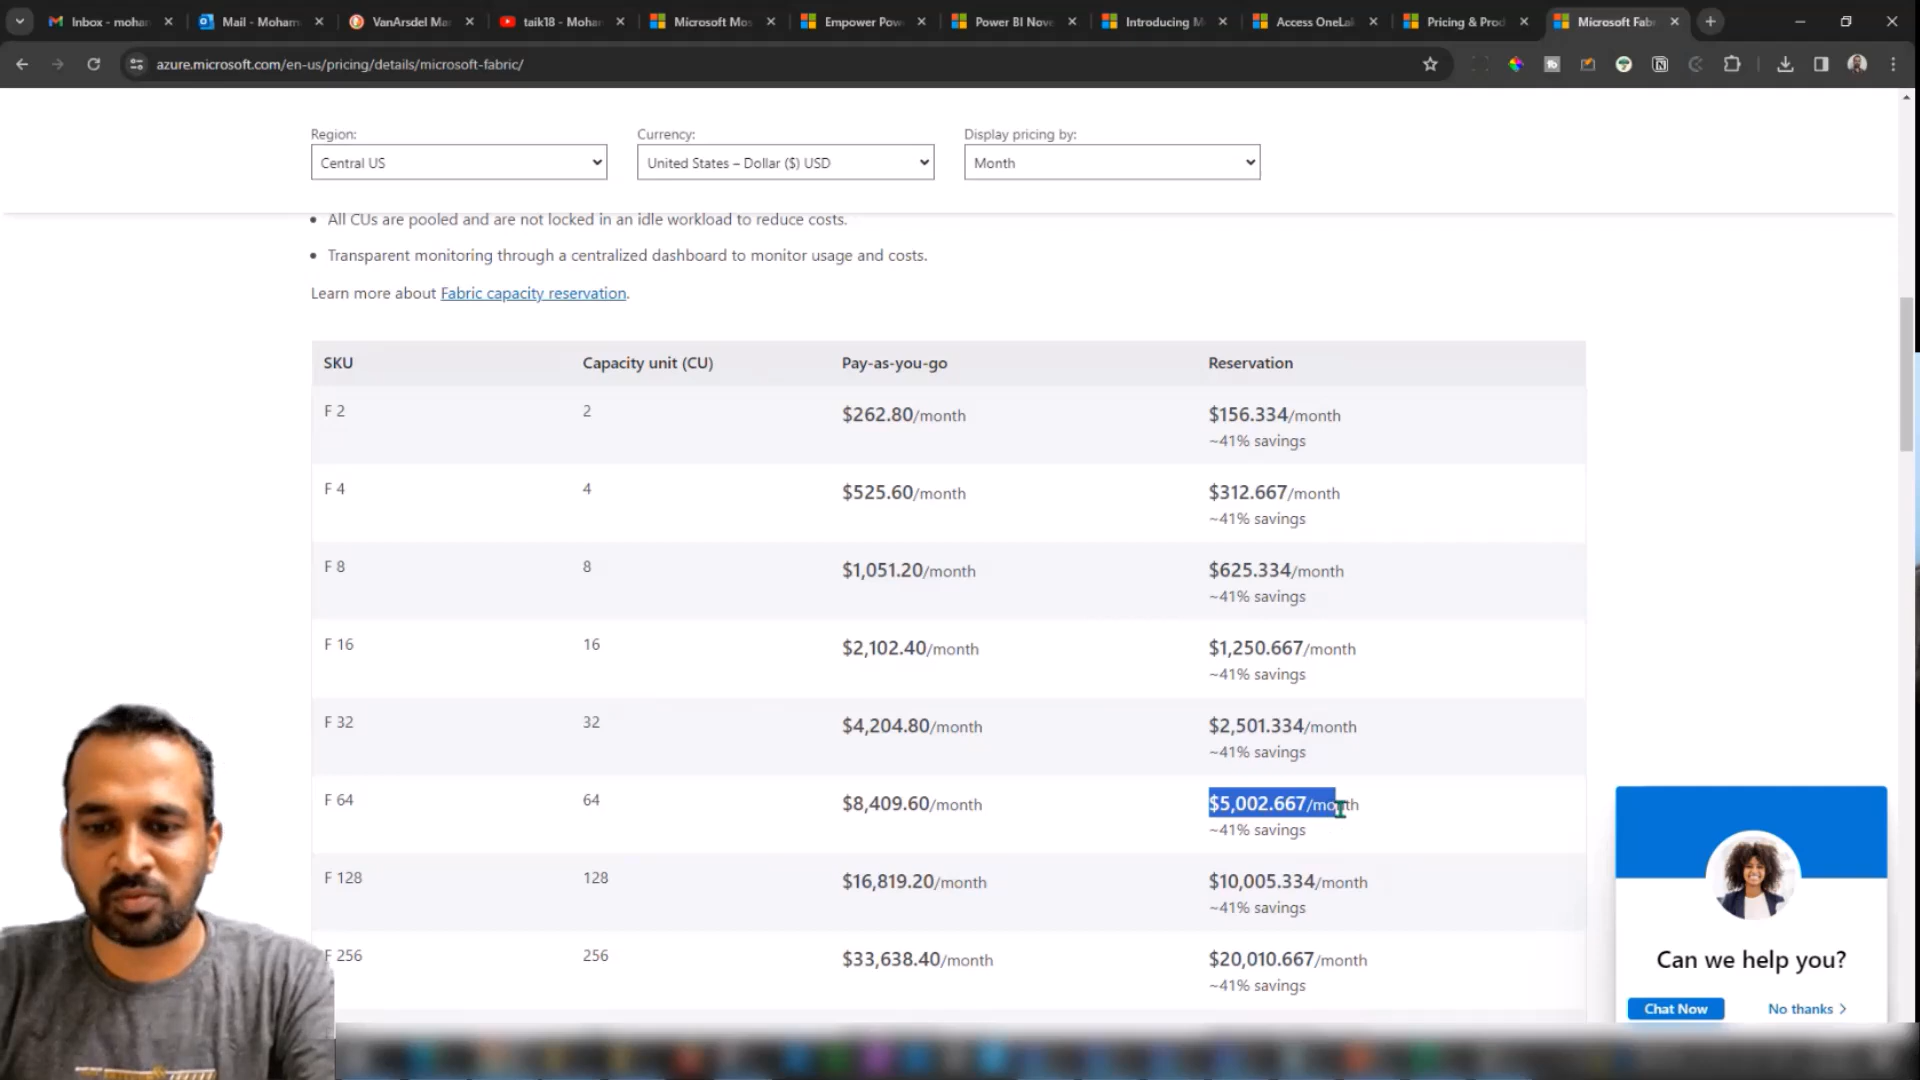 Inbox - mohan
Mail - Moham
VanArsdel Mar
taik18 - Moha
Microsoft Mos
Empower Pow
Power BI Nove
Introducing M
Access OneLa
Pricing & Prod
Microsoft Fab
azure.microsoft.com/en-us/pricing/details/microsoft-fabric/
Region:
Currency:
Display pricing by:
Central US
United States – Dollar ($) USD
Month
• All CUs are pooled and are not locked in an idle workload to reduce costs.
• Transparent monitoring through a centralized dashboard to monitor usage and costs.
Learn more about Fabric capacity reservation.
SKU Capacity unit (CU) Pay-as-you-go Reservation
F 2 2 $262.80/month $156.334/month
~41% savings
F 4 4 $525.60/month $312.667/month
~41% savings
F 8 8 $1,051.20/month $625.334/month
~41% savings
F 16 16 $2,102.40/month $1,250.667/month
~41% savings
F 32 32 $4,204.80/month $2,501.334/month
~41% savings
F 64 64 $8,409.60/month $5,002.667/month
~41% savings
F 128 128 $16,819.20/month $10,005.334/month
~41% savings
F 256 256 $33,638.40/month $20,010.667/month
~41% savings
Can we help you?
Chat Now
No thanks